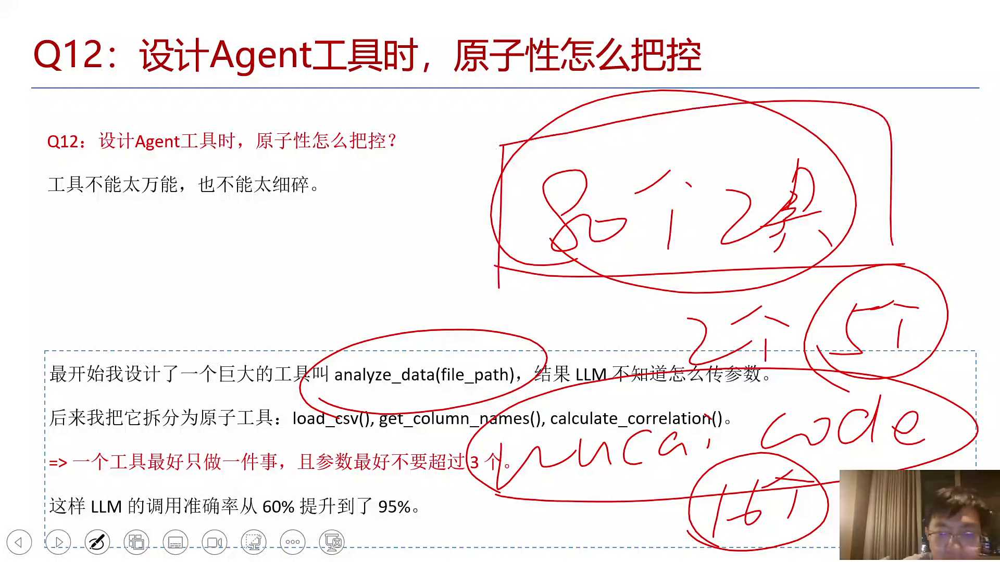 Q12：设计Agent工具时，原子性怎么把控
Q12：设计Agent工具时，原子性怎么把控？
工具不能太万能，也不能太细碎。
80个工具
2个 5个
最开始我设计了一个巨大的工具叫 analyze_data(file_path)，结果 LLM 不知道怎么传参数。
后来我把它拆分为原子工具：load_csv(), get_column_names(), calculate_correlation()。
code
=> 一个工具最好只做一件事，且参数最好不要超过 3 个。
16个
这样 LLM 的调用准确率从 60% 提升到了 95%。